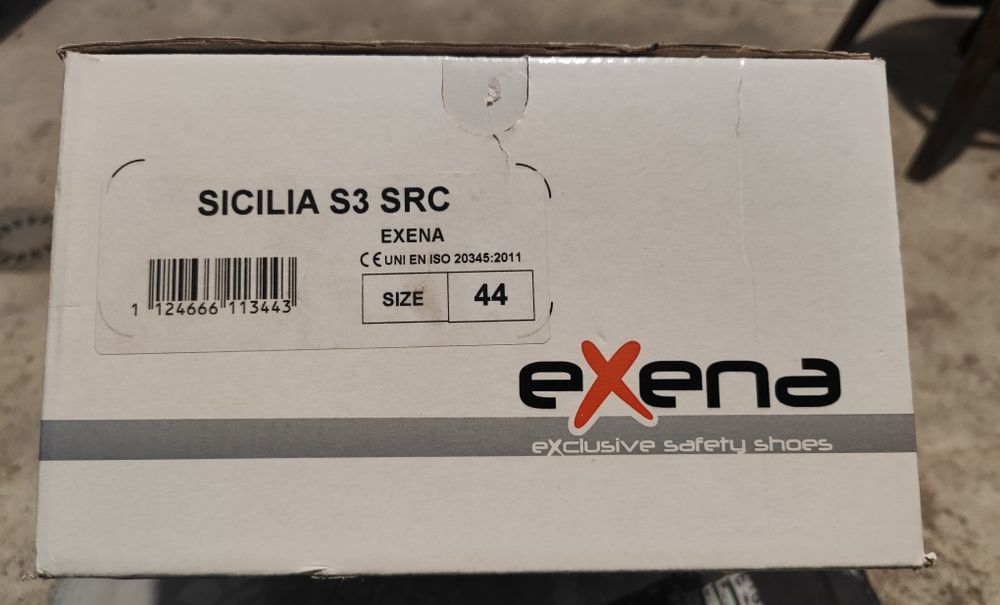 SICILIA S3 SRC
EXENA
CE UNI EN ISO 20345:2011
SIZE 44
1 124666 113443
exena
exclusive safety shoes